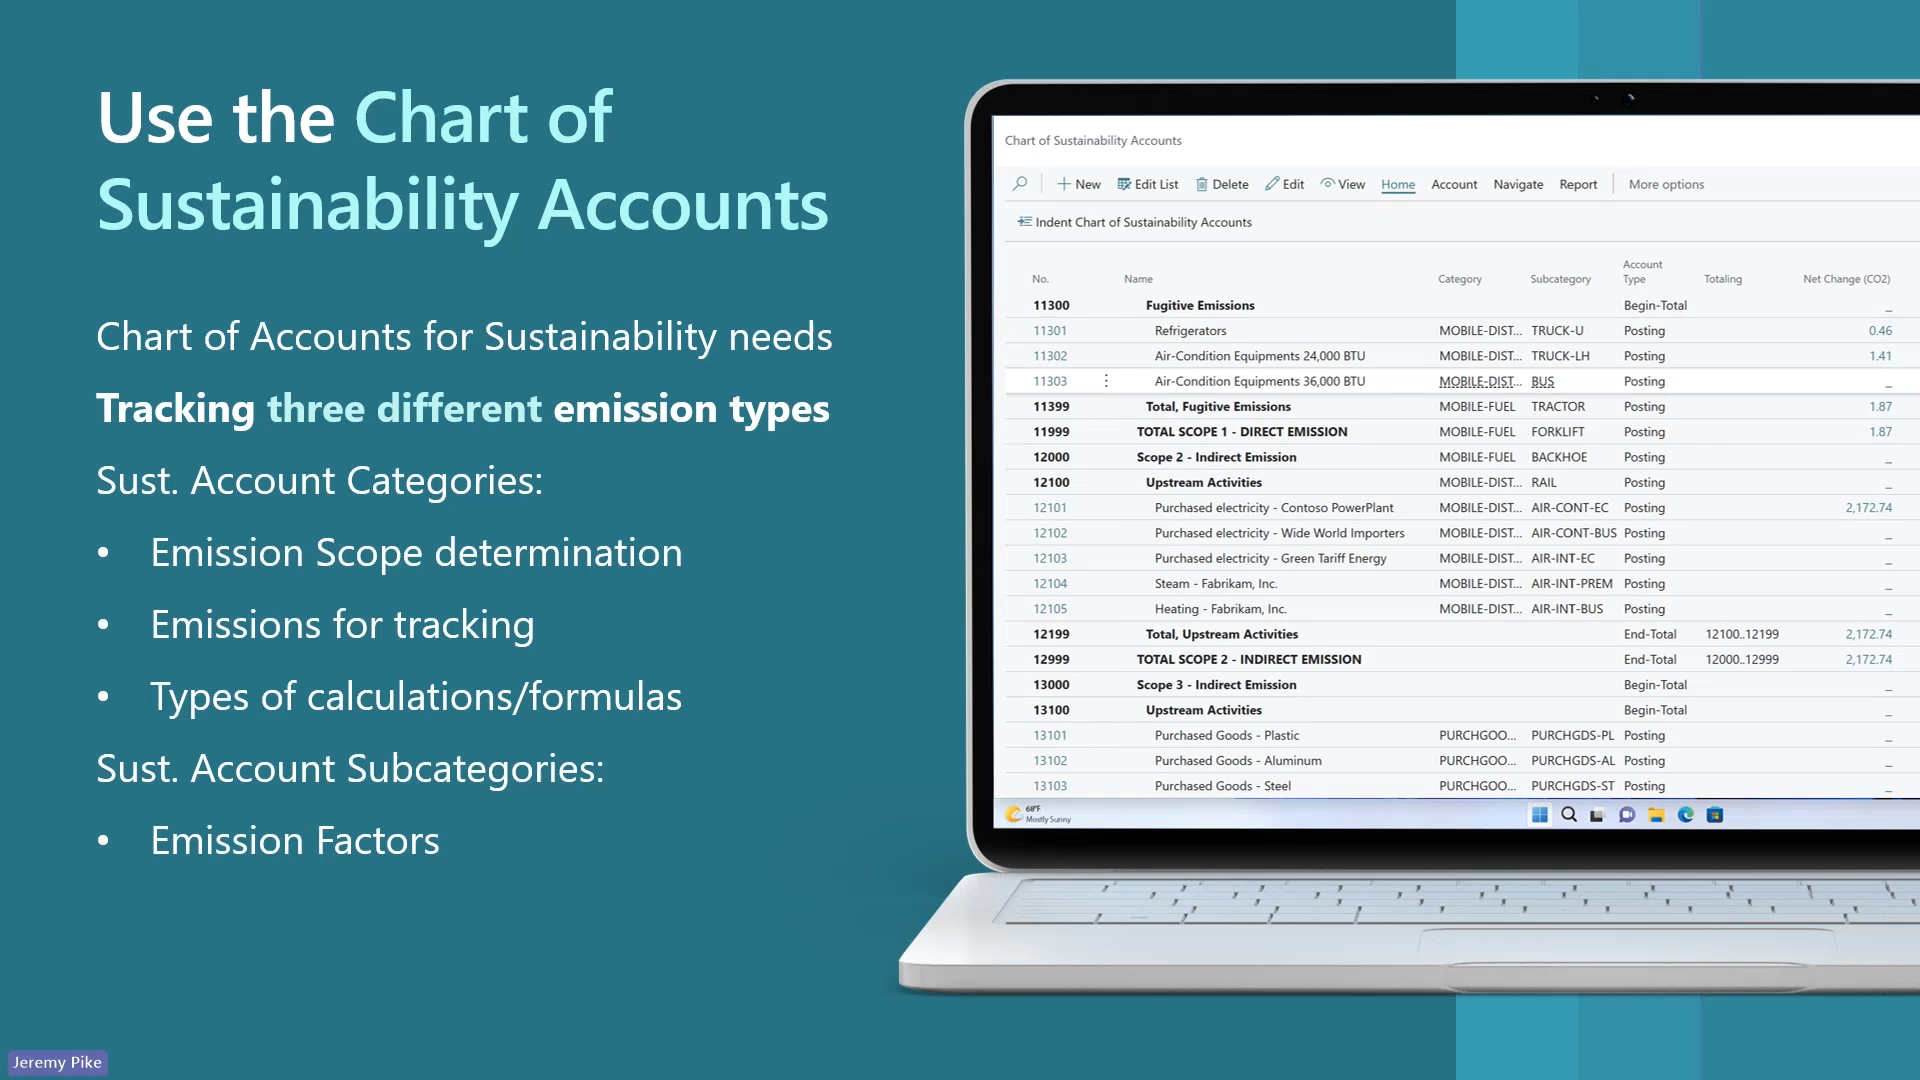 Use the Chart of
Sustainability Accounts
Chart of Accounts for Sustainability needs
Tracking three different emission types
Sust. Account Categories:
• Emission Scope determination
• Emissions for tracking
• Types of calculations/formulas
Sust. Account Subcategories:
• Emission Factors
Chart of Sustainability Accounts
New Edit List Delete Edit View Home Account Navigate Report More options
Indent Chart of Sustainability Accounts
No. Name Category Subcategory Account Type Totaling Net Change (CO2)
11300 Fugitive Emissions Begin-Total _
11301 Refrigerators MOBILE-DIST... TRUCK-U Posting 0.46
11302 Air-Condition Equipments 24,000 BTU MOBILE-DIST... TRUCK-LH Posting 1.41
11303 Air-Condition Equipments 36,000 BTU MOBILE-DIST... BUS Posting _
11399 Total, Fugitive Emissions MOBILE-FUEL TRACTOR Posting 1.87
11999 TOTAL SCOPE 1 - DIRECT EMISSION MOBILE-FUEL FORKLIFT Posting 1.87
12000 Scope 2 - Indirect Emission MOBILE-FUEL BACKHOE Posting _
12100 Upstream Activities MOBILE-DIST... RAIL Posting _
12101 Purchased electricity - Contoso PowerPlant MOBILE-DIST... AIR-CONT-EC Posting 2,172.74
12102 Purchased electricity - Wide World Importers MOBILE-DIST... AIR-CONT-BUS Posting _
12103 Purchased electricity - Green Tariff Energy MOBILE-DIST... AIR-INT-EC Posting _
12104 Steam - Fabrikam, Inc. MOBILE-DIST... AIR-INT-PREM Posting _
12105 Heating - Fabrikam, Inc. MOBILE-DIST... AIR-INT-BUS Posting _
12199 Total, Upstream Activities End-Total 12100..12199 2,172.74
12999 TOTAL SCOPE 2 - INDIRECT EMISSION End-Total 12000..12999 2,172.74
13000 Scope 3 - Indirect Emission Begin-Total _
13100 Upstream Activities Begin-Total _
13101 Purchased Goods - Plastic PURCHGOO... PURCHGDS-PL Posting _
13102 Purchased Goods - Aluminum PURCHGOO... PURCHGDS-AL Posting _
13103 Purchased Goods - Steel PURCHGOO... PURCHGDS-ST Posting _
68°F
Mostly Sunny
Jeremy Pike